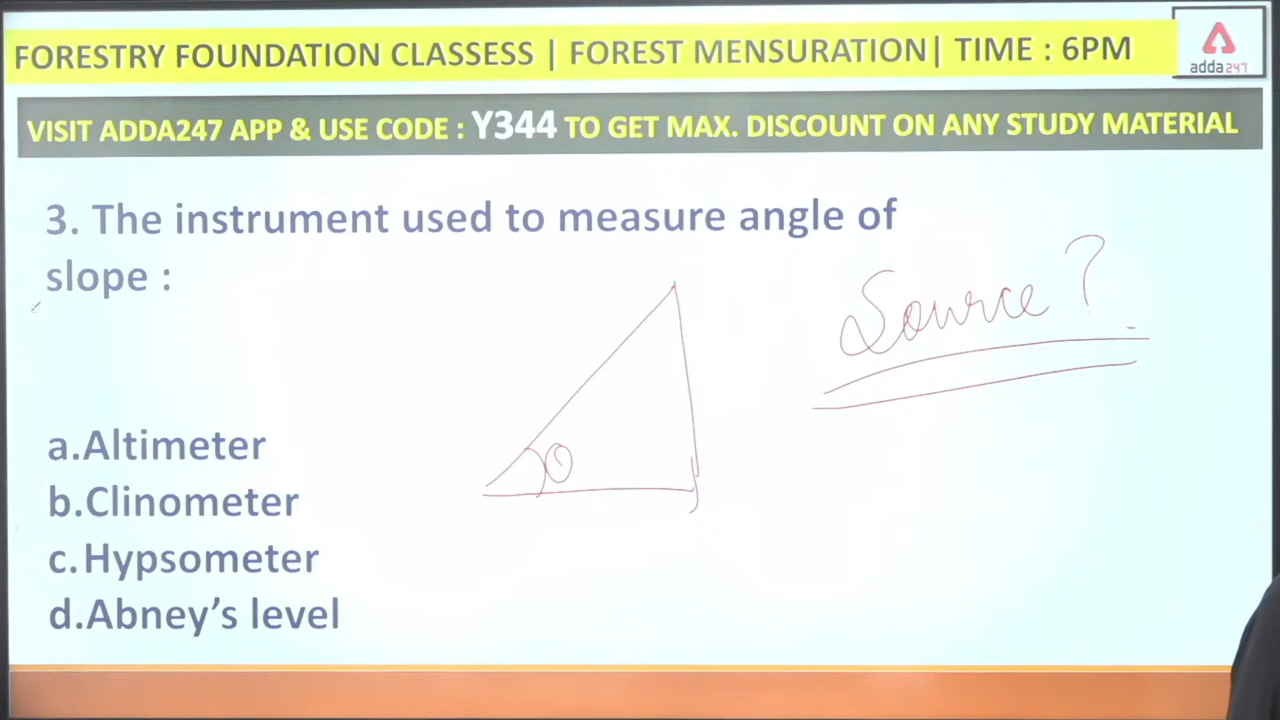 FORESTRY FOUNDATION CLASSESS | FOREST MENSURATION| TIME : 6PM
adda247
VISIT ADDA247 APP & USE CODE : Y344 TO GET MAX. DISCOUNT ON ANY STUDY MATERIAL
3. The instrument used to measure angle of
slope :
Source ?
a.Altimeter
θ
b.Clinometer
c.Hypsometer
d.Abney’s level